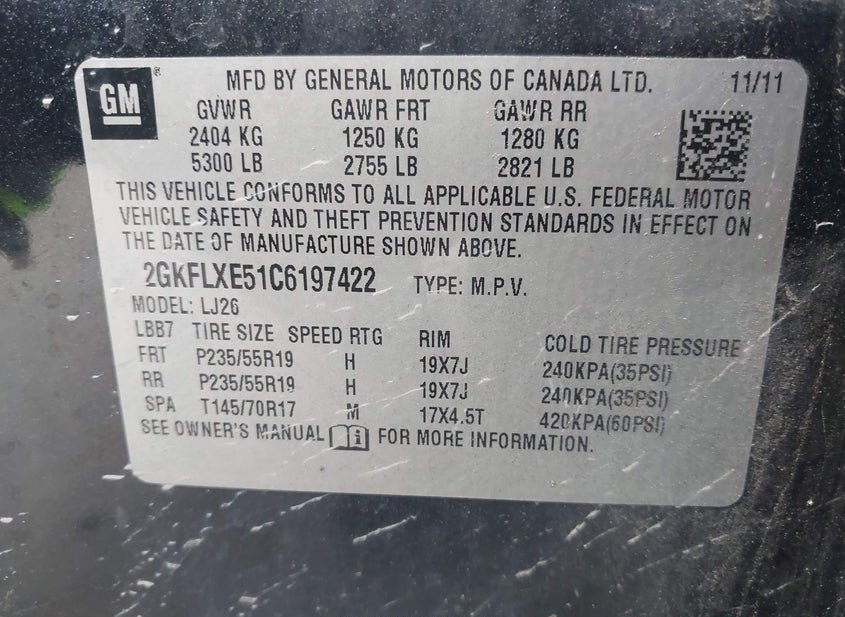 GM
®
MFD BY GENERAL MOTORS OF CANADA LTD. 11/11
GVWR GAWR FRT GAWR RR
2404 KG 1250 KG 1280 KG
5300 LB 2755 LB 2821 LB
THIS VEHICLE CONFORMS TO ALL APPLICABLE U.S. FEDERAL MOTOR
VEHICLE SAFETY AND THEFT PREVENTION STANDARDS IN EFFECT ON
THE DATE OF MANUFACTURE SHOWN ABOVE.
2GKFLXE51C6197422 TYPE: M.P.V.
MODEL: LJ26
LBB7 TIRE SIZE SPEED RTG RIM COLD TIRE PRESSURE
FRT P235/55R19 H 19X7J 240KPA(35PSI)
RR P235/55R19 H 19X7J 240KPA(35PSI)
SPA T145/70R17 M 17X4.5T 420KPA(60PSI)
SEE OWNER'S MANUAL i FOR MORE INFORMATION.